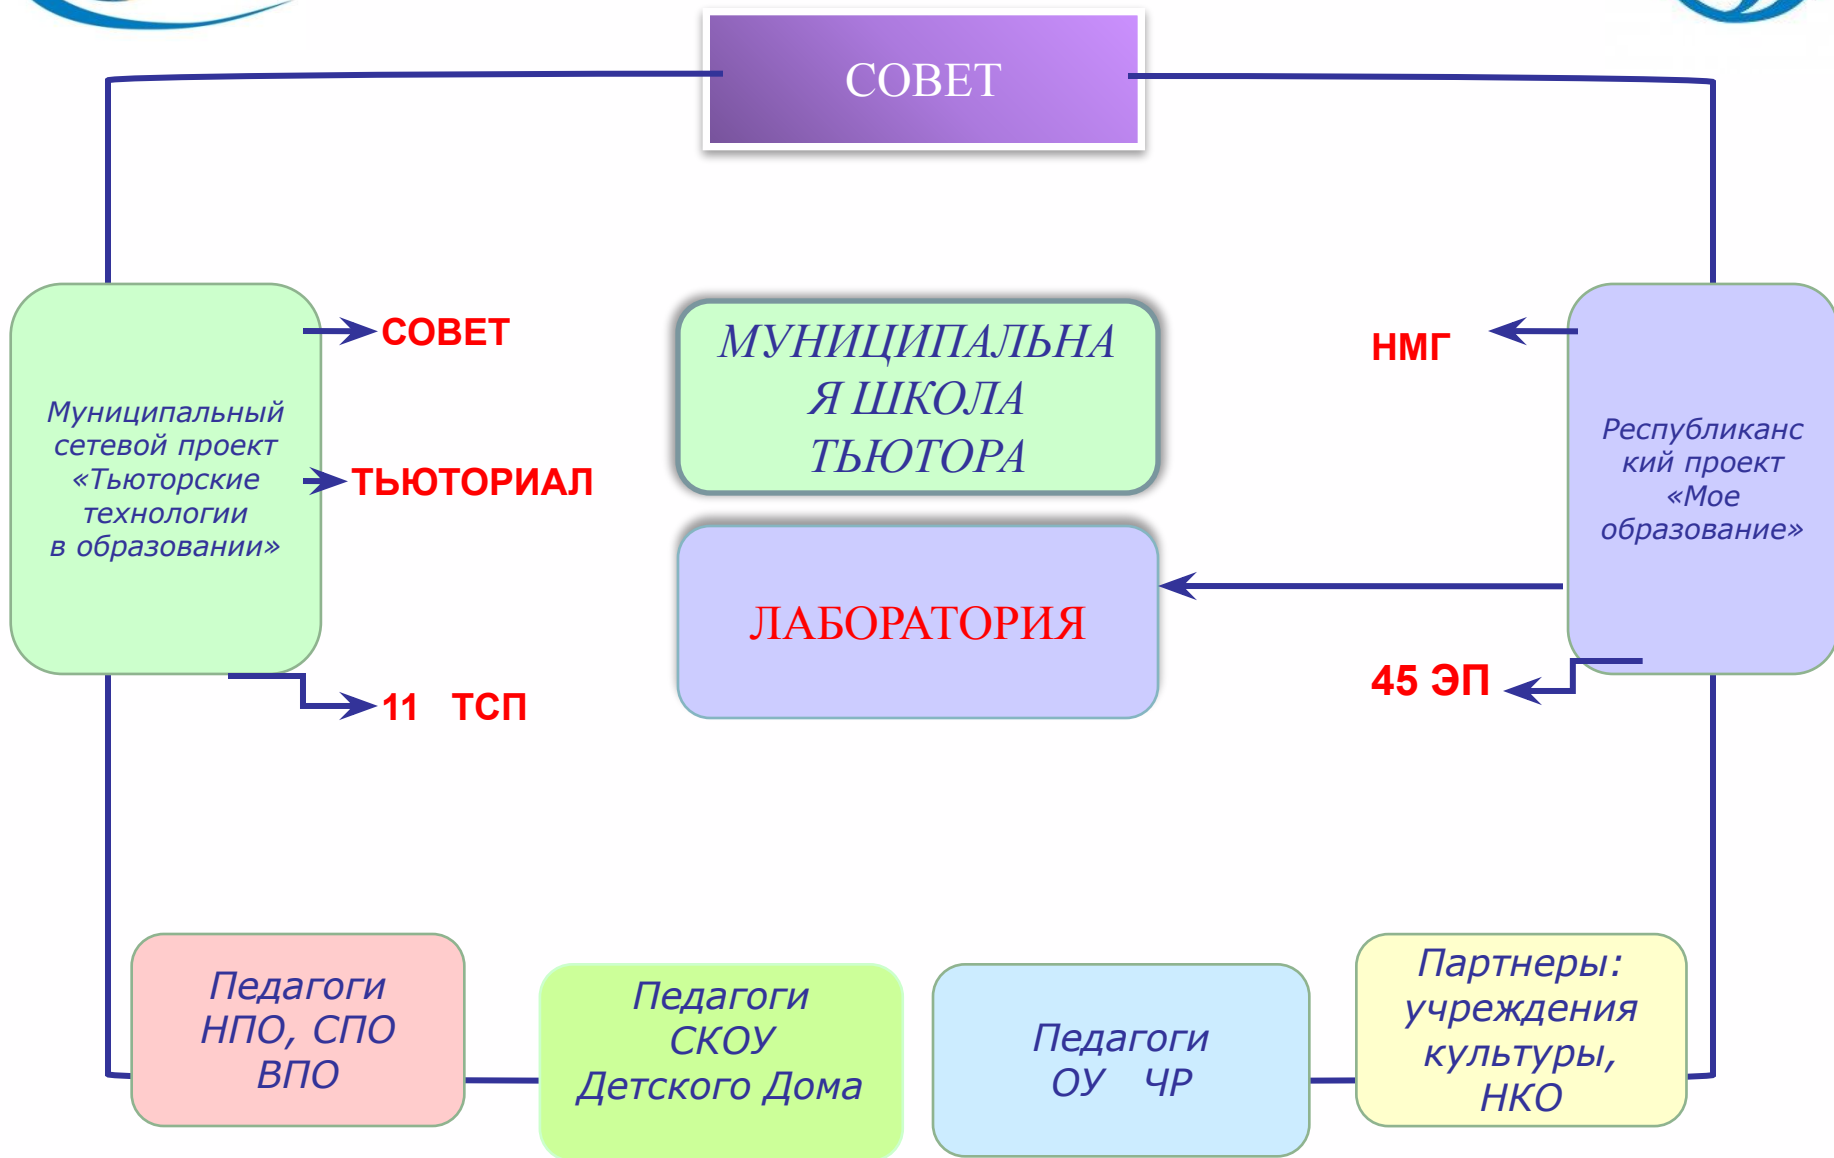 СОВЕТ
Муниципальный
сетевой проект
«Тьюторские
технологии
в образовании»
СОВЕТ
ТЬЮТОРИАЛ
11 ТСП
МУНИЦИПАЛЬНА
Я ШКОЛА
ТЬЮТОРА
ЛАБОРАТОРИЯ
НМГ
45 ЭП
Республиканс
кий проект
«Мое
образование»
Педагоги
НПО, СПО
ВПО
Педагоги
СКОУ
Детского Дома
Педагоги
ОУ ЧР
Партнеры:
учреждения
культуры,
НКО